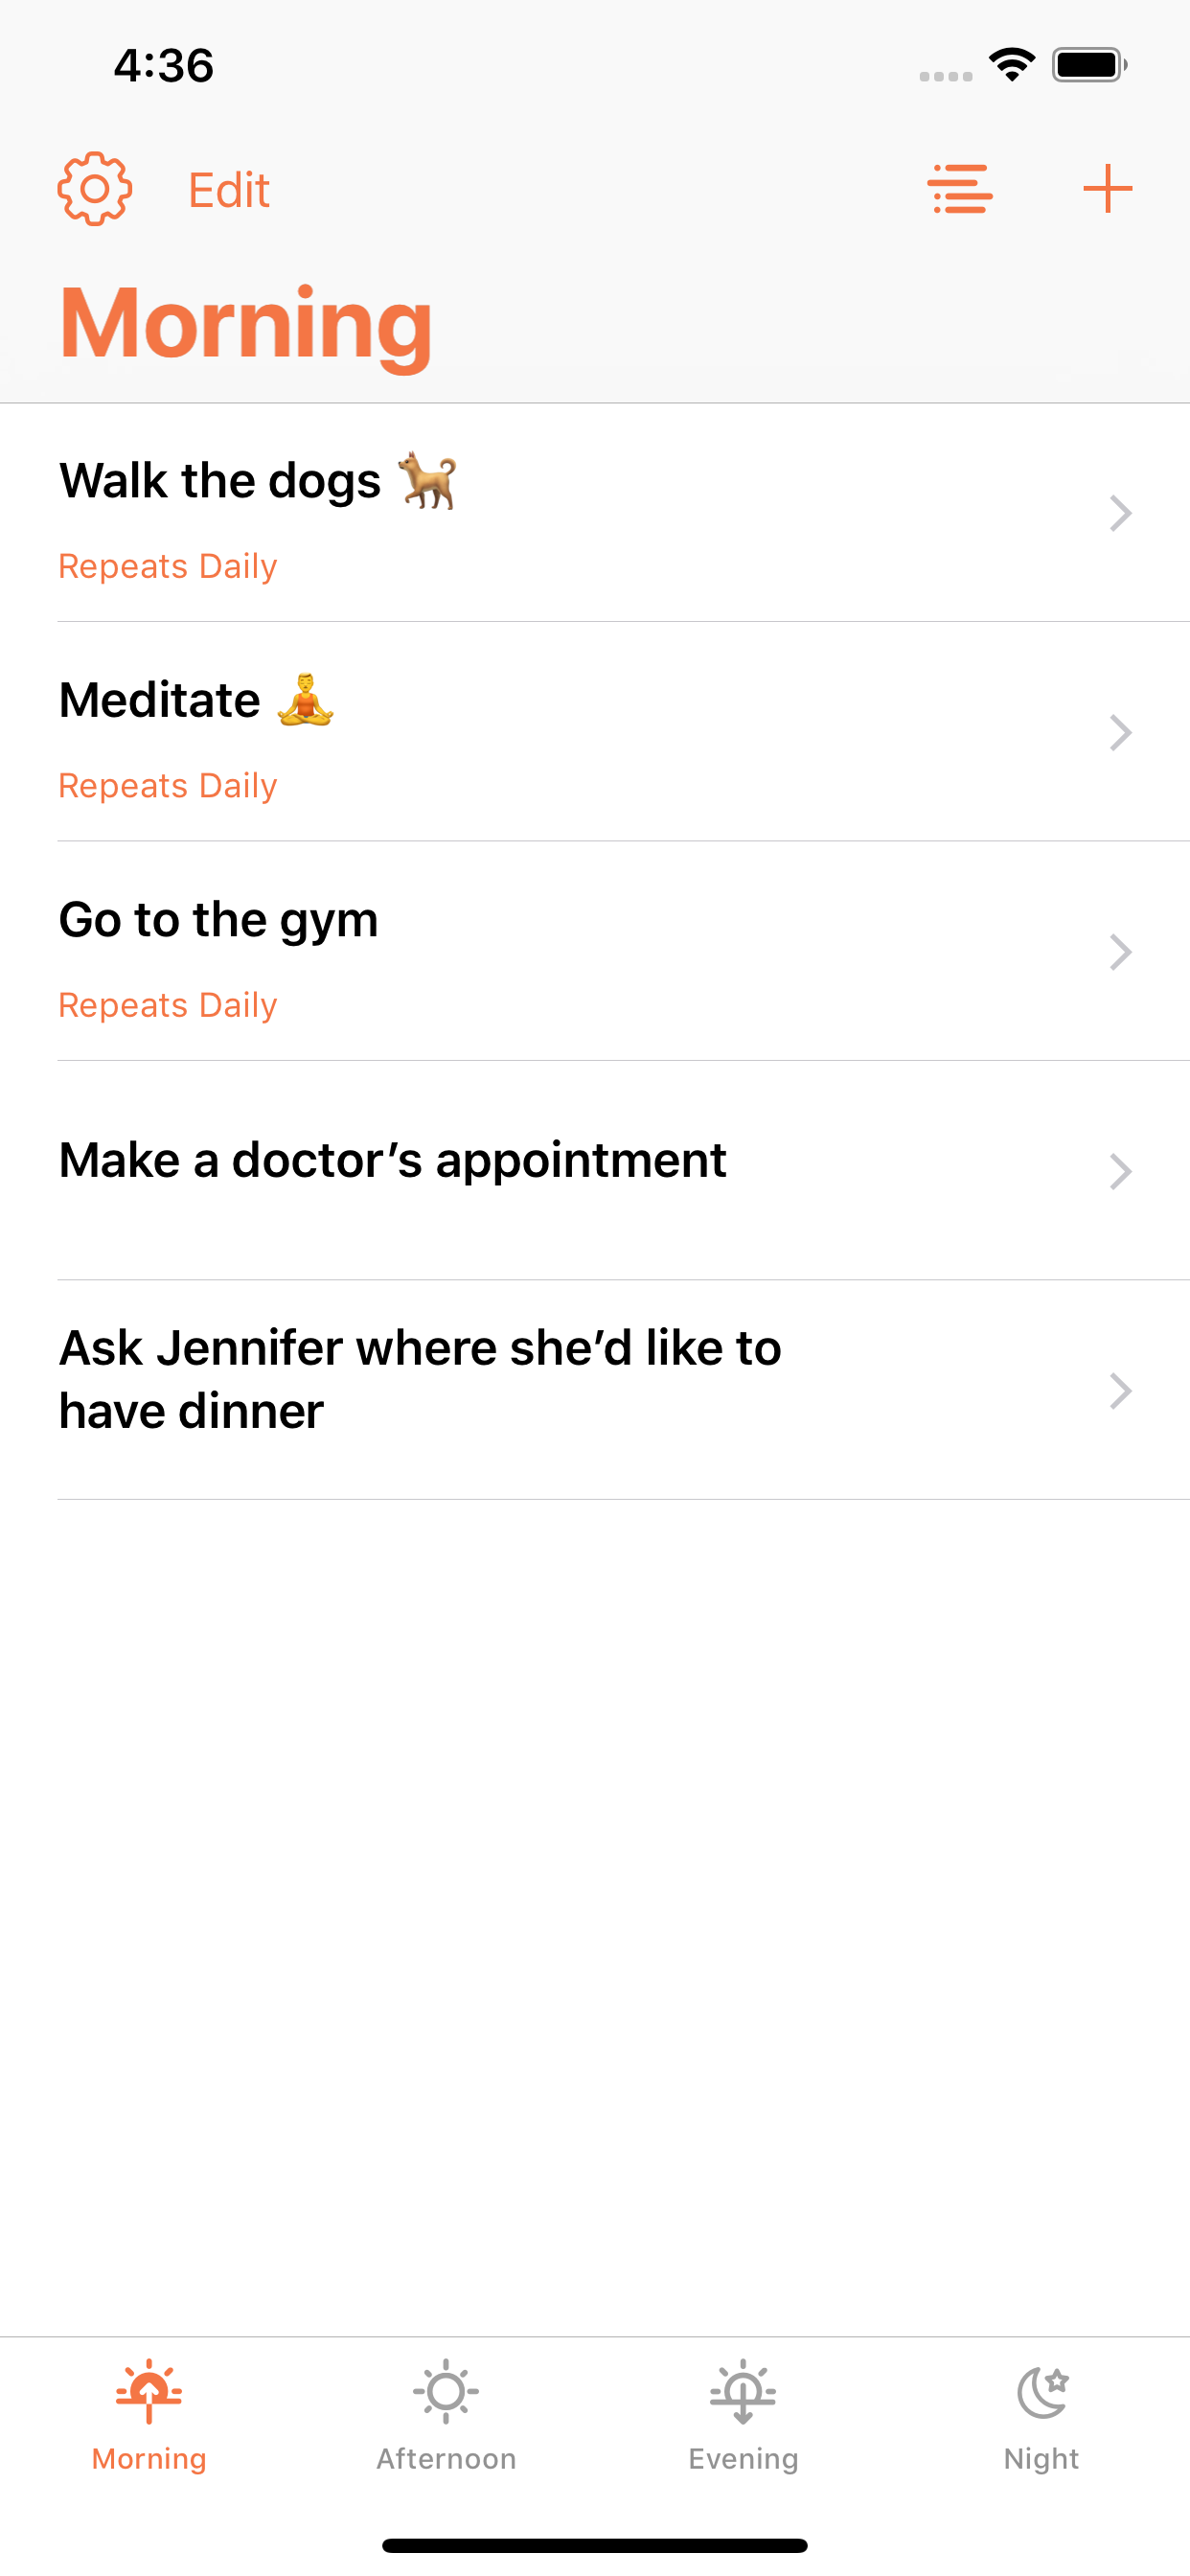 4:36
Edit
Morning
Walk the dogs 🐕
Repeats Daily
Meditate 🧘‍♂️
Repeats Daily
Go to the gym
Repeats Daily
Make a doctor’s appointment
Ask Jennifer where she’d like to
have dinner
Morning
Afternoon
Evening
Night